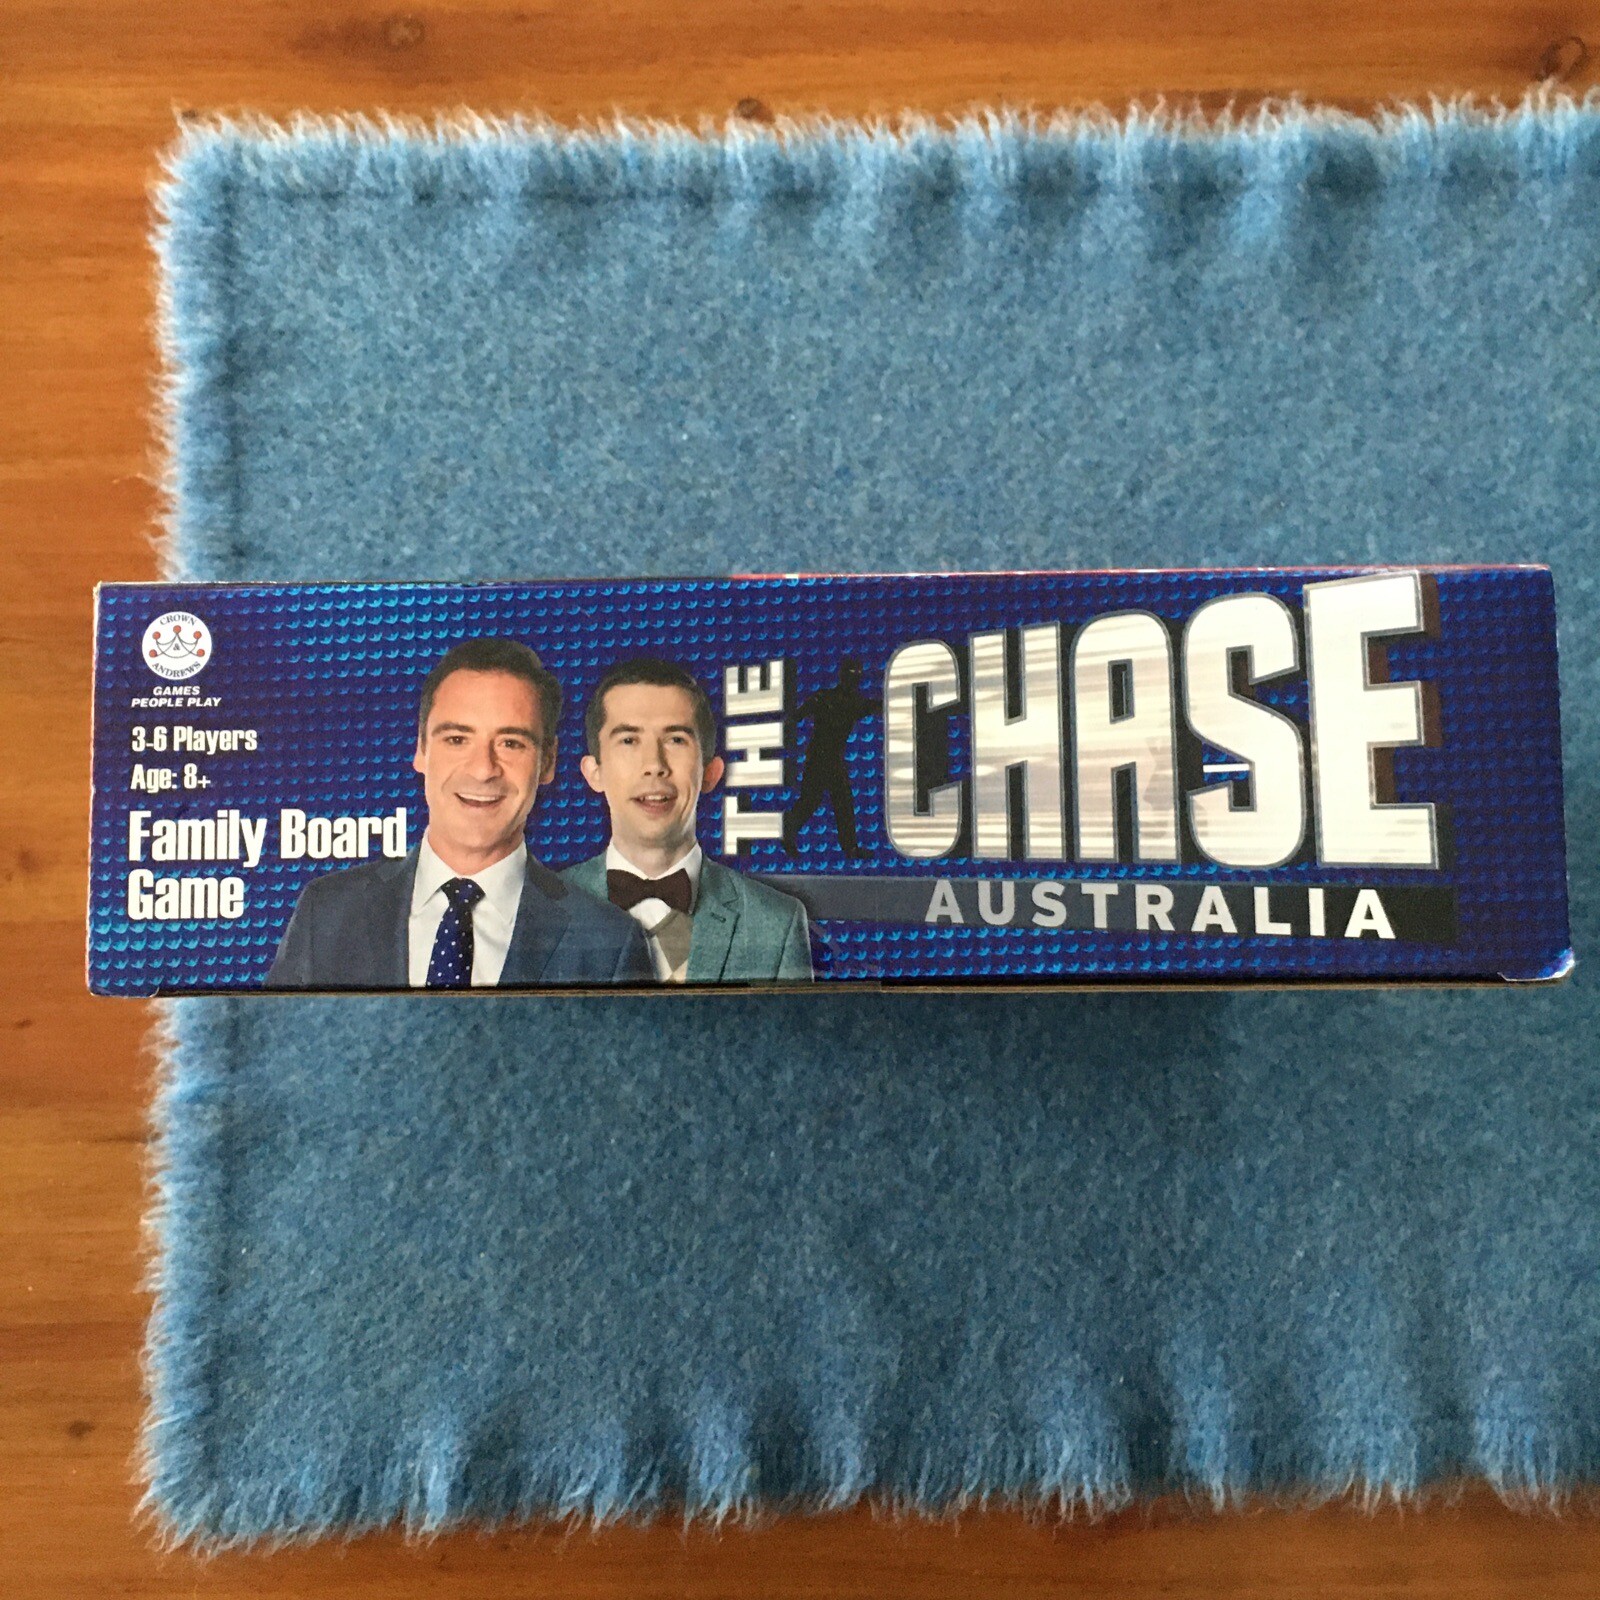 CROWN
&
ANDREWS
GAMES
PEOPLE PLAY
3-6 Players
Age: 8+
Family Board
Game
THE
CHASE
AUSTRALIA